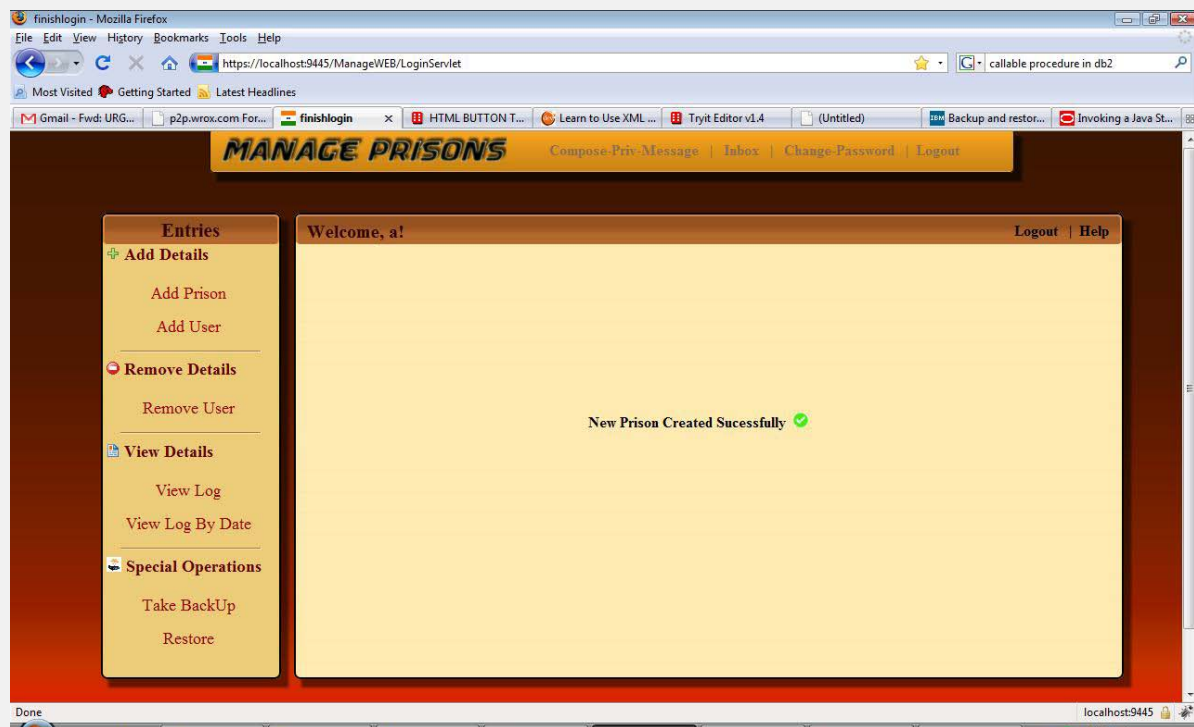 finishlogin - Mozilla Firefox
File Edit View History Bookmarks Tools Help
https://localhost:9445/ManageWEB/LoginServlet
callable procedure in db2
Most Visited Getting Started Latest Headlines
Gmail - Fwd: URG... p2p.wrox.com For... finishlogin HTML BUTTON T... Learn to Use XML ... Tryit Editor v1.4 (Untitled) Backup and restor... Invoking a Java St...
MANAGE PRISONS
Compose-Priv-Message | Inbox | Change-Password | Logout
Entries
Add Details
Add Prison
Add User
Remove Details
Remove User
View Details
View Log
View Log By Date
Special Operations
Take BackUp
Restore
Welcome, a!
Logout | Help
New Prison Created Sucessfully
Done
localhost:9445